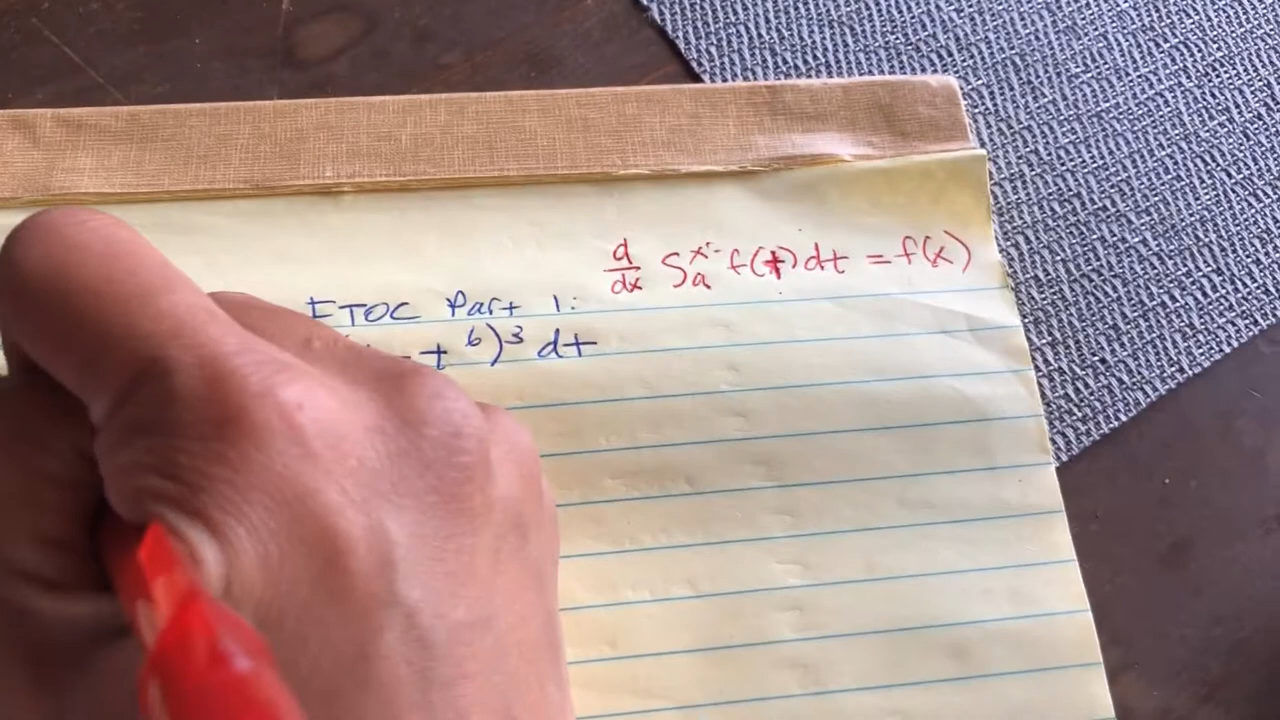 d/dx ∫ₐˣ f(t) dt = f(x)
FTOC Part 1:
t⁶)³ dt